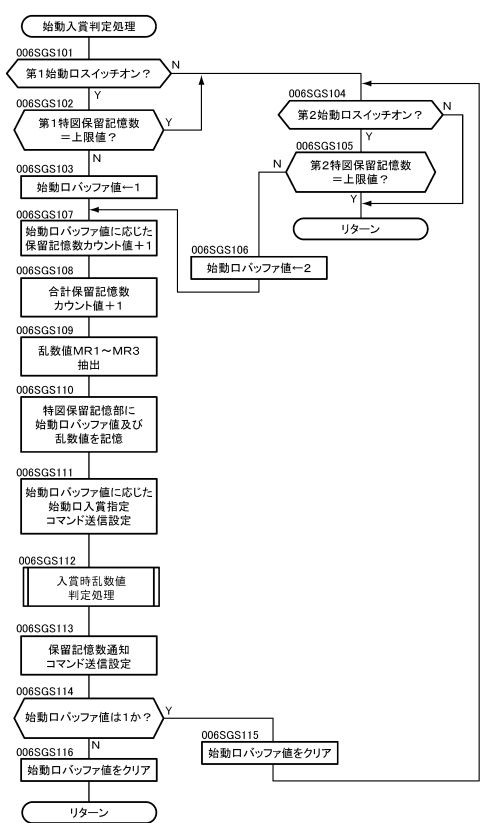 始動入賞判定処理
006SGS101
第1始動口スイッチオン？
N
Y
006SGS102
第1特図保留記憶数
＝上限値？
Y
N
006SGS103
始動口バッファ値←1
006SGS104
第2始動口スイッチオン？
N
Y
006SGS105
第2特図保留記憶数
＝上限値？
N
Y
リターン
006SGS106
始動口バッファ値←2
006SGS107
始動口バッファ値に応じた
保留記憶数カウント値＋1
006SGS108
合計保留記憶数
カウント値＋1
006SGS109
乱数値MR1～MR3
抽出
006SGS110
特図保留記憶部に
始動口バッファ値及び
乱数値を記憶
006SGS111
始動口バッファ値に応じた
始動口入賞指定
コマンド送信設定
006SGS112
入賞時乱数値
判定処理
006SGS113
保留記憶数通知
コマンド送信設定
006SGS114
始動口バッファ値は1か？
Y
N
006SGS115
始動口バッファ値をクリア
006SGS116
始動口バッファ値をクリア
リターン